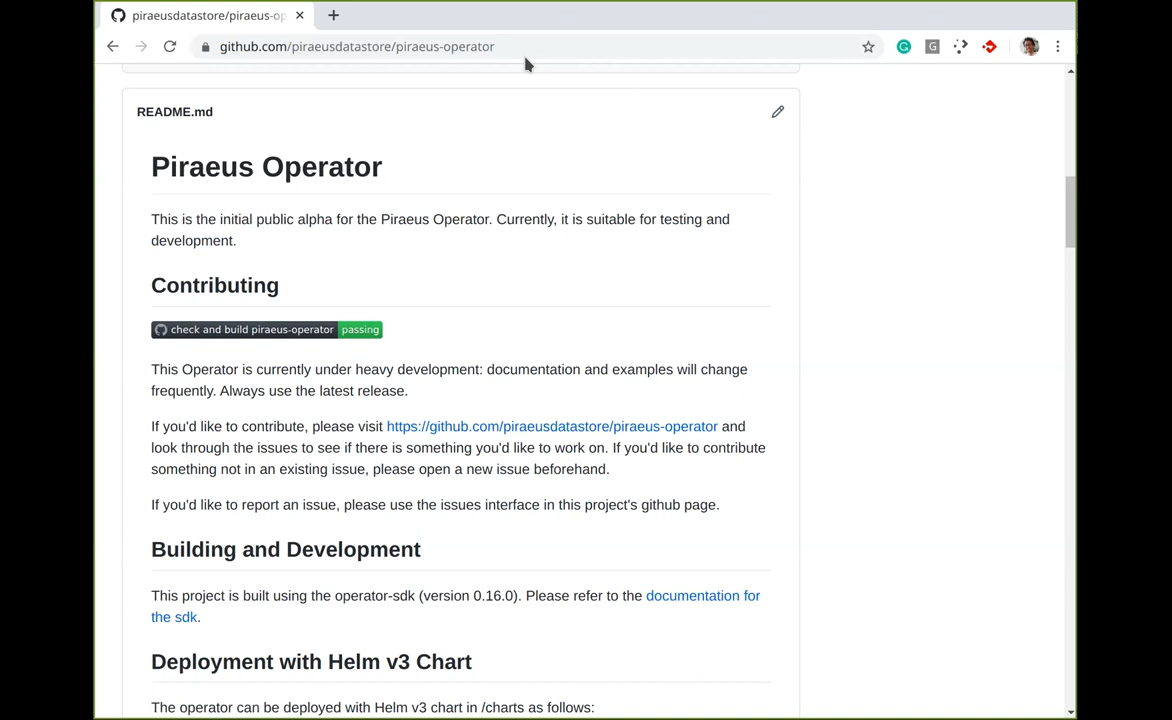 piraeusdatastore/piraeus-op
github.com/piraeusdatastore/piraeus-operator
README.md
Piraeus Operator
This is the initial public alpha for the Piraeus Operator. Currently, it is suitable for testing and
development.
Contributing
check and build piraeus-operator passing
This Operator is currently under heavy development: documentation and examples will change
frequently. Always use the latest release.
If you'd like to contribute, please visit https://github.com/piraeusdatastore/piraeus-operator and
look through the issues to see if there is something you'd like to work on. If you'd like to contribute
something not in an existing issue, please open a new issue beforehand.
If you'd like to report an issue, please use the issues interface in this project's github page.
Building and Development
This project is built using the operator-sdk (version 0.16.0). Please refer to the documentation for
the sdk.
Deployment with Helm v3 Chart
The operator can be deployed with Helm v3 chart in /charts as follows: